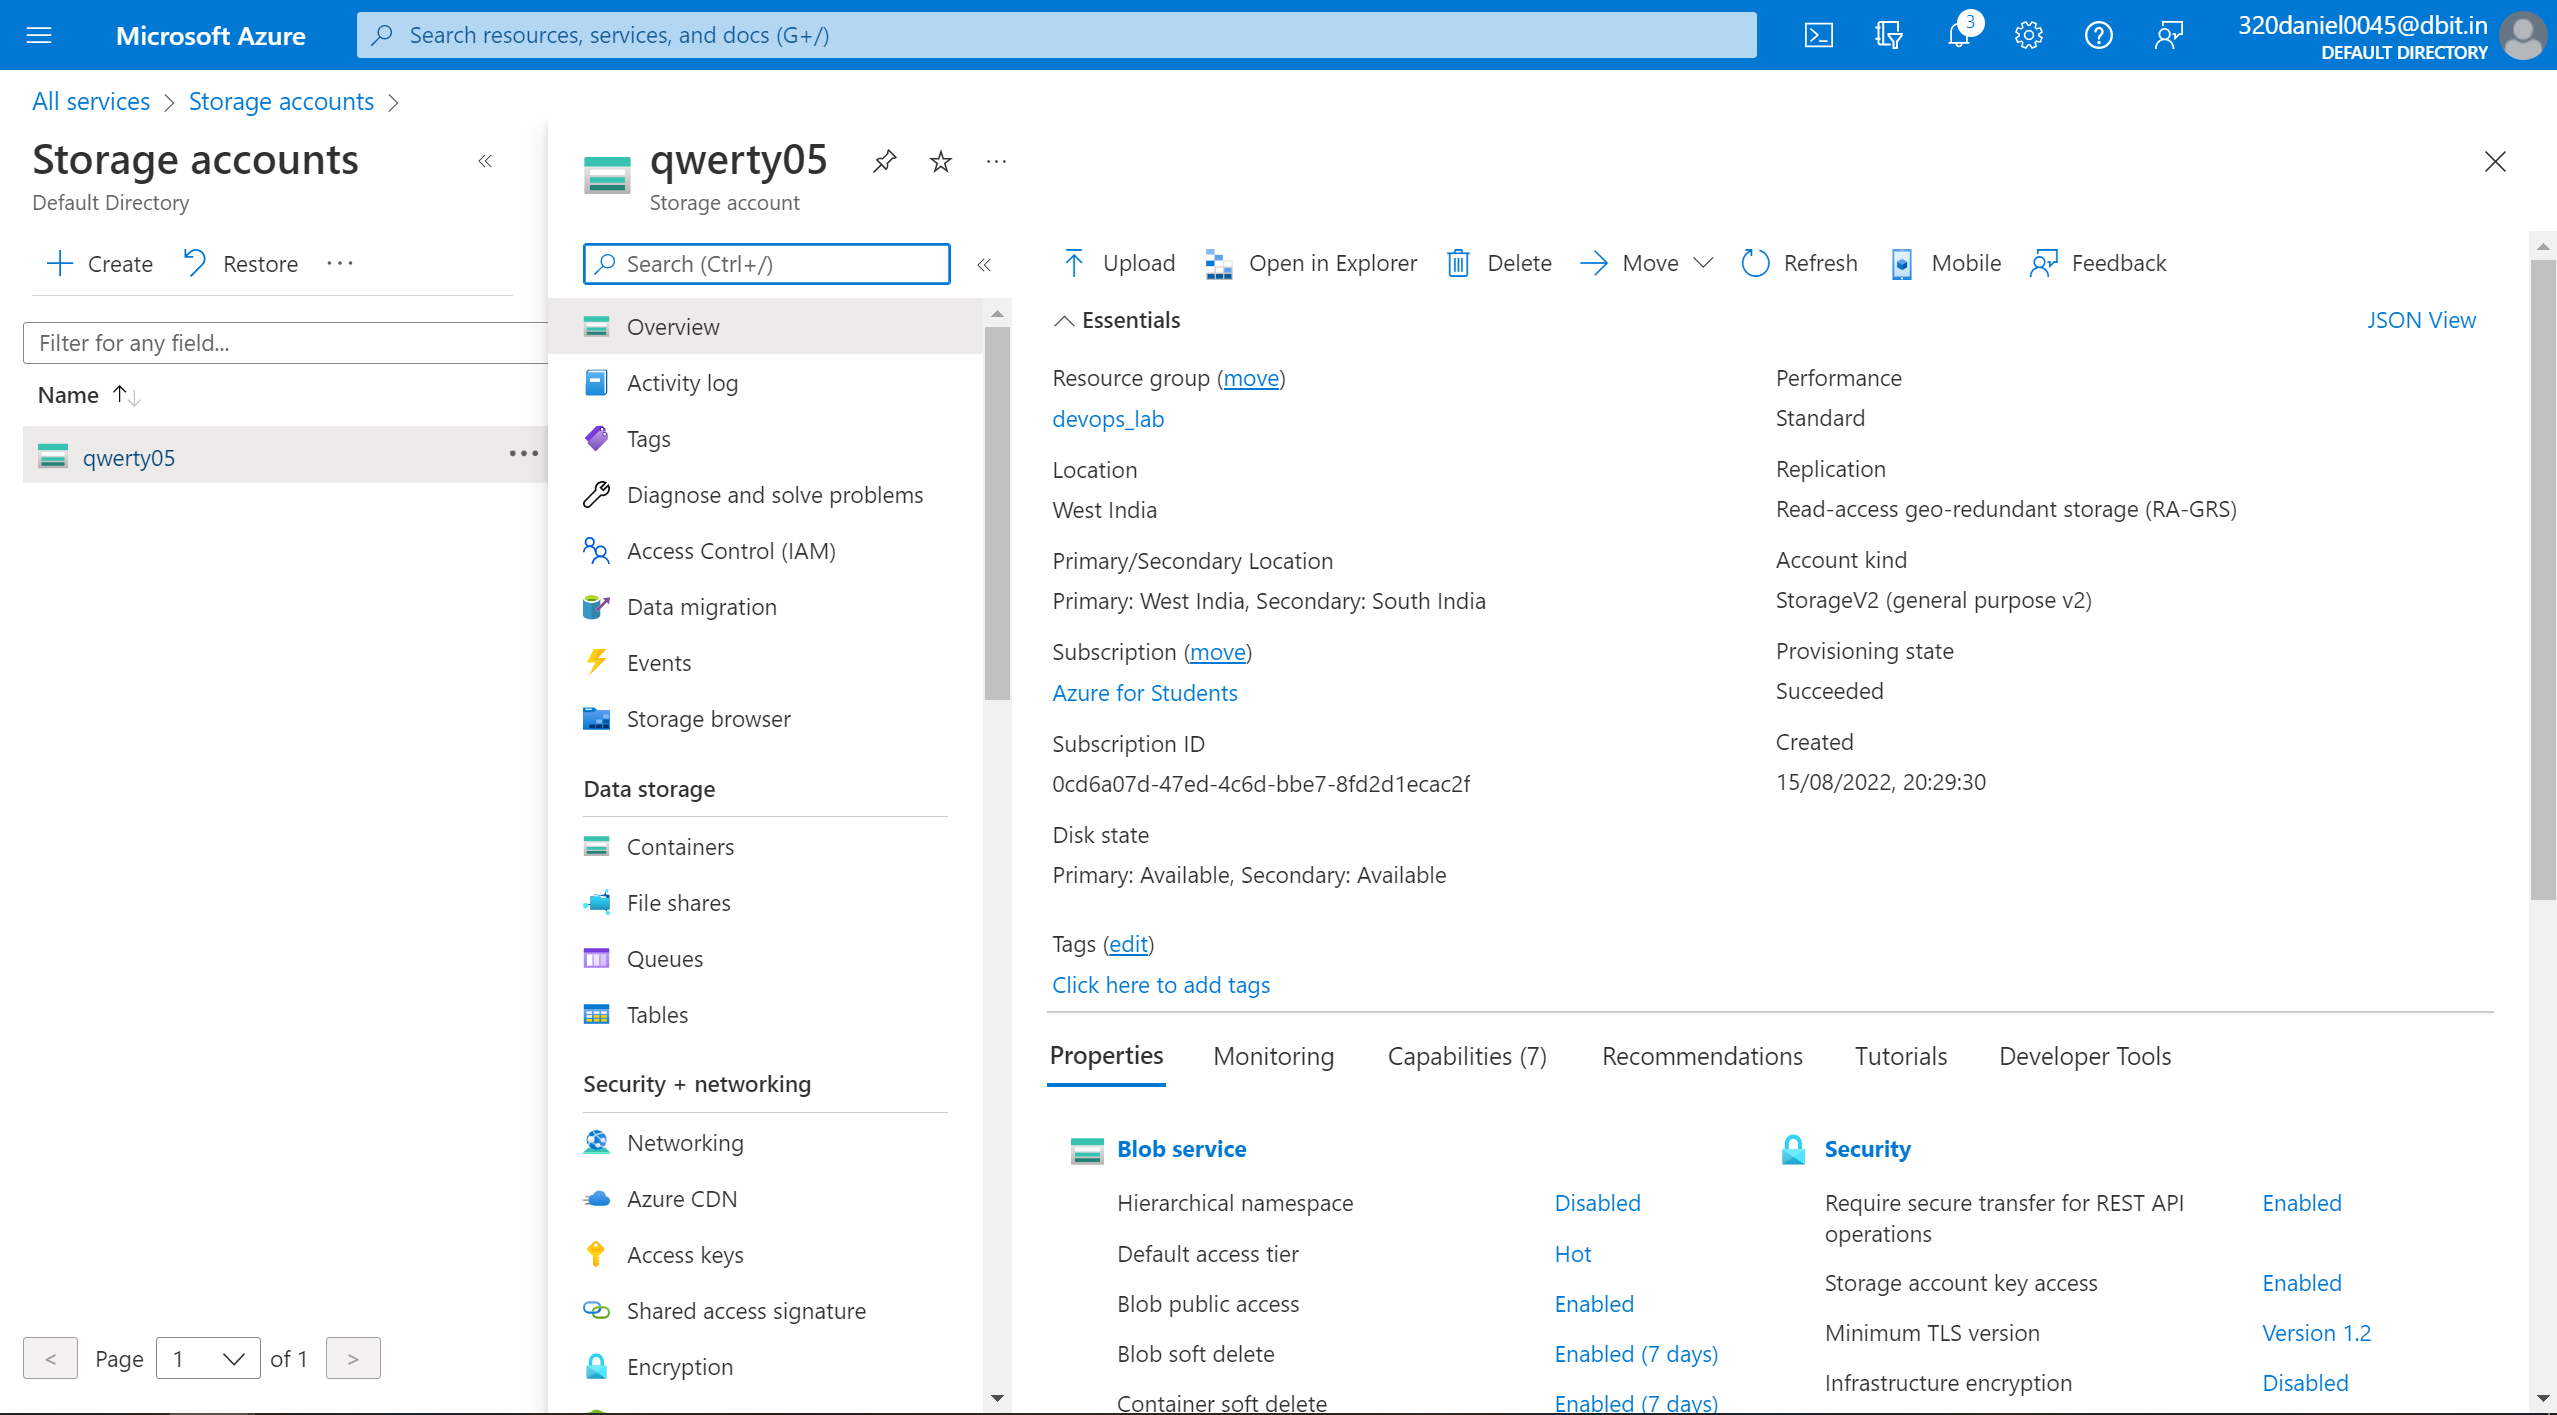 Microsoft Azure
Search resources, services, and docs (G+/)
3
320daniel0045@dbit.in
DEFAULT DIRECTORY
All services > Storage accounts >
Storage accounts
Default Directory
Create
Restore
Filter for any field...
Name
qwerty05
Page 1 of 1
qwerty05
Storage account
Search (Ctrl+/)
Overview
Activity log
Tags
Diagnose and solve problems
Access Control (IAM)
Data migration
Events
Storage browser
Data storage
Containers
File shares
Queues
Tables
Security + networking
Networking
Azure CDN
Access keys
Shared access signature
Encryption
Upload
Open in Explorer
Delete
Move
Refresh
Mobile
Feedback
Essentials
JSON View
Resource group (move)
devops_lab
Location
West India
Primary/Secondary Location
Primary: West India, Secondary: South India
Subscription (move)
Azure for Students
Subscription ID
0cd6a07d-47ed-4c6d-bbe7-8fd2d1ecac2f
Disk state
Primary: Available, Secondary: Available
Tags (edit)
Click here to add tags
Performance
Standard
Replication
Read-access geo-redundant storage (RA-GRS)
Account kind
StorageV2 (general purpose v2)
Provisioning state
Succeeded
Created
15/08/2022, 20:29:30
Properties
Monitoring
Capabilities (7)
Recommendations
Tutorials
Developer Tools
Blob service
Hierarchical namespace Disabled
Default access tier Hot
Blob public access Enabled
Blob soft delete Enabled (7 days)
Container soft delete Enabled (7 days)
Security
Require secure transfer for REST API Enabled
operations
Storage account key access Enabled
Minimum TLS version Version 1.2
Infrastructure encryption Disabled